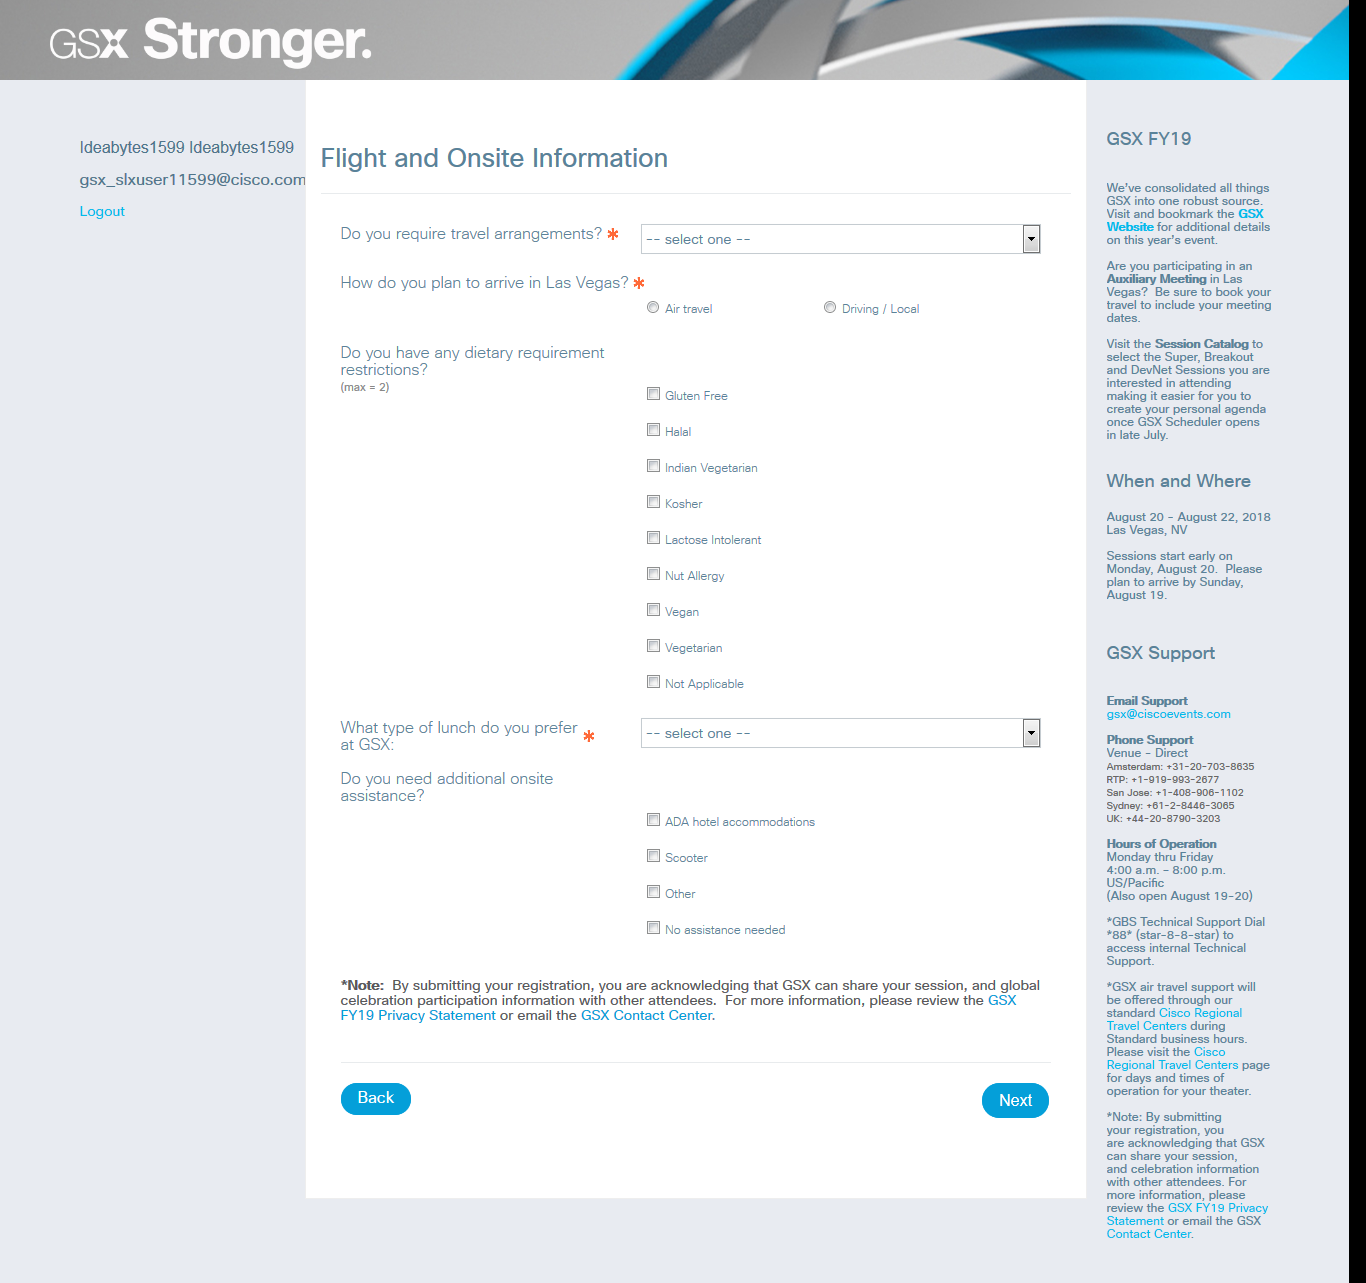 GSX Stronger.
Ideabytes1599 Ideabytes1599
gsx_slxuser11599@cisco.com
Logout
Flight and Onsite Information
Do you require travel arrangements? *
-- select one --
How do you plan to arrive in Las Vegas? *
Air travel
Driving / Local
Do you have any dietary requirement
restrictions?
(max = 2)
Gluten Free
Halal
Indian Vegetarian
Kosher
Lactose Intolerant
Nut Allergy
Vegan
Vegetarian
Not Applicable
What type of lunch do you prefer
at GSX: *
-- select one --
Do you need additional onsite
assistance?
ADA hotel accommodations
Scooter
Other
No assistance needed
*Note:  By submitting your registration, you are acknowledging that GSX can share your session, and global
celebration participation information with other attendees.  For more information, please review the GSX
FY19 Privacy Statement or email the GSX Contact Center.
Back
Next
GSX FY19
We've consolidated all things
GSX into one robust source.
Visit and bookmark the GSX
Website for additional details
on this year's event.
Are you participating in an
Auxiliary Meeting in Las
Vegas?  Be sure to book your
travel to include your meeting
dates.
Visit the Session Catalog to
select the Super, Breakout
and DevNet Sessions you are
interested in attending
making it easier for you to
create your personal agenda
once GSX Scheduler opens
in late July.
When and Where
August 20 - August 22, 2018
Las Vegas, NV
Sessions start early on
Monday, August 20.  Please
plan to arrive by Sunday,
August 19.
GSX Support
Email Support
gsx@ciscoevents.com
Phone Support
Venue - Direct
Amsterdam: +31-20-703-8635
RTP: +1-919-993-2677
San Jose: +1-408-906-1102
Sydney: +61-2-8446-3065
UK: +44-20-8790-3203
Hours of Operation
Monday thru Friday
4:00 a.m. - 8:00 p.m.
US/Pacific
(Also open August 19-20)
*GBS Technical Support Dial
*88* (star-8-8-star) to
access internal Technical
Support.
*GSX air travel support will
be offered through our
standard Cisco Regional
Travel Centers during
Standard business hours.
Please visit the Cisco
Regional Travel Centers page
for days and times of
operation for your theater.
*Note: By submitting
your registration, you
are acknowledging that GSX
can share your session,
and celebration information
with other attendees. For
more information, please
review the GSX FY19 Privacy
Statement or email the GSX
Contact Center.